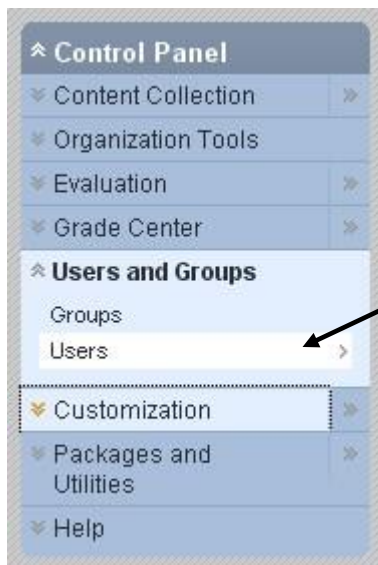 Control Panel
Content Collection
Organization Tools
Evaluation
Grade Center
Users and Groups
Groups
Users
Customization
Packages and
Utilities
Help